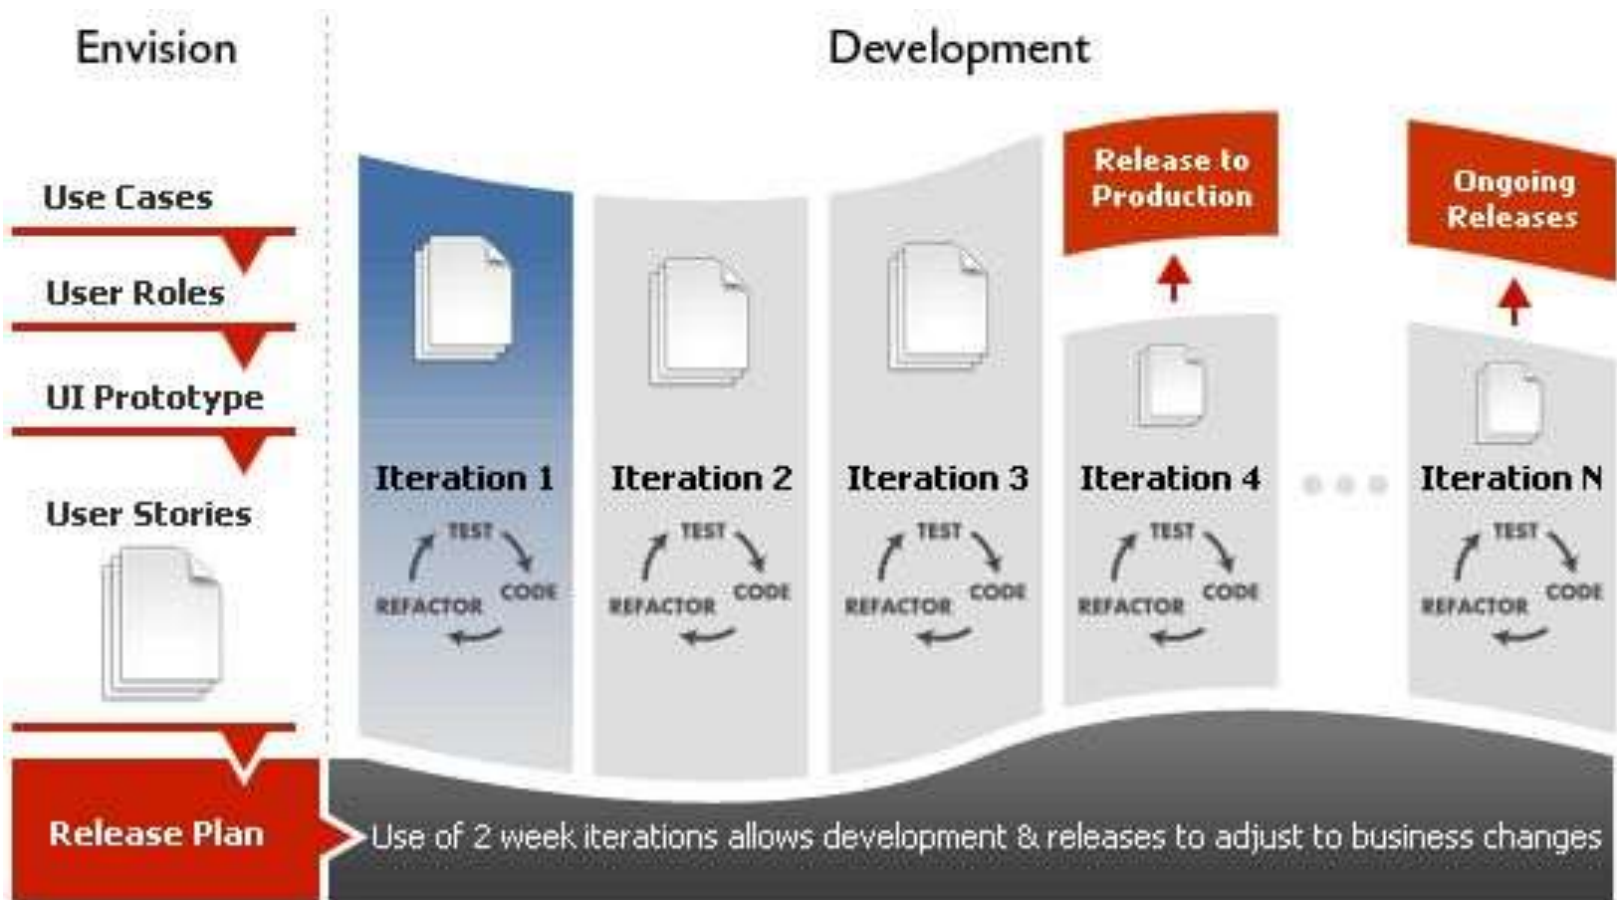 Envision
Development
Use Cases
User Roles
UI Prototype
User Stories
Release Plan
Iteration 1
TEST
CODE
REFACTOR
Iteration 2
TEST
CODE
REFACTOR
Iteration 3
TEST
CODE
REFACTOR
Release to
Production
Iteration 4
TEST
CODE
REFACTOR
Ongoing
Releases
Iteration N
TEST
CODE
REFACTOR
Use of 2 week iterations allows development & releases to adjust to business changes